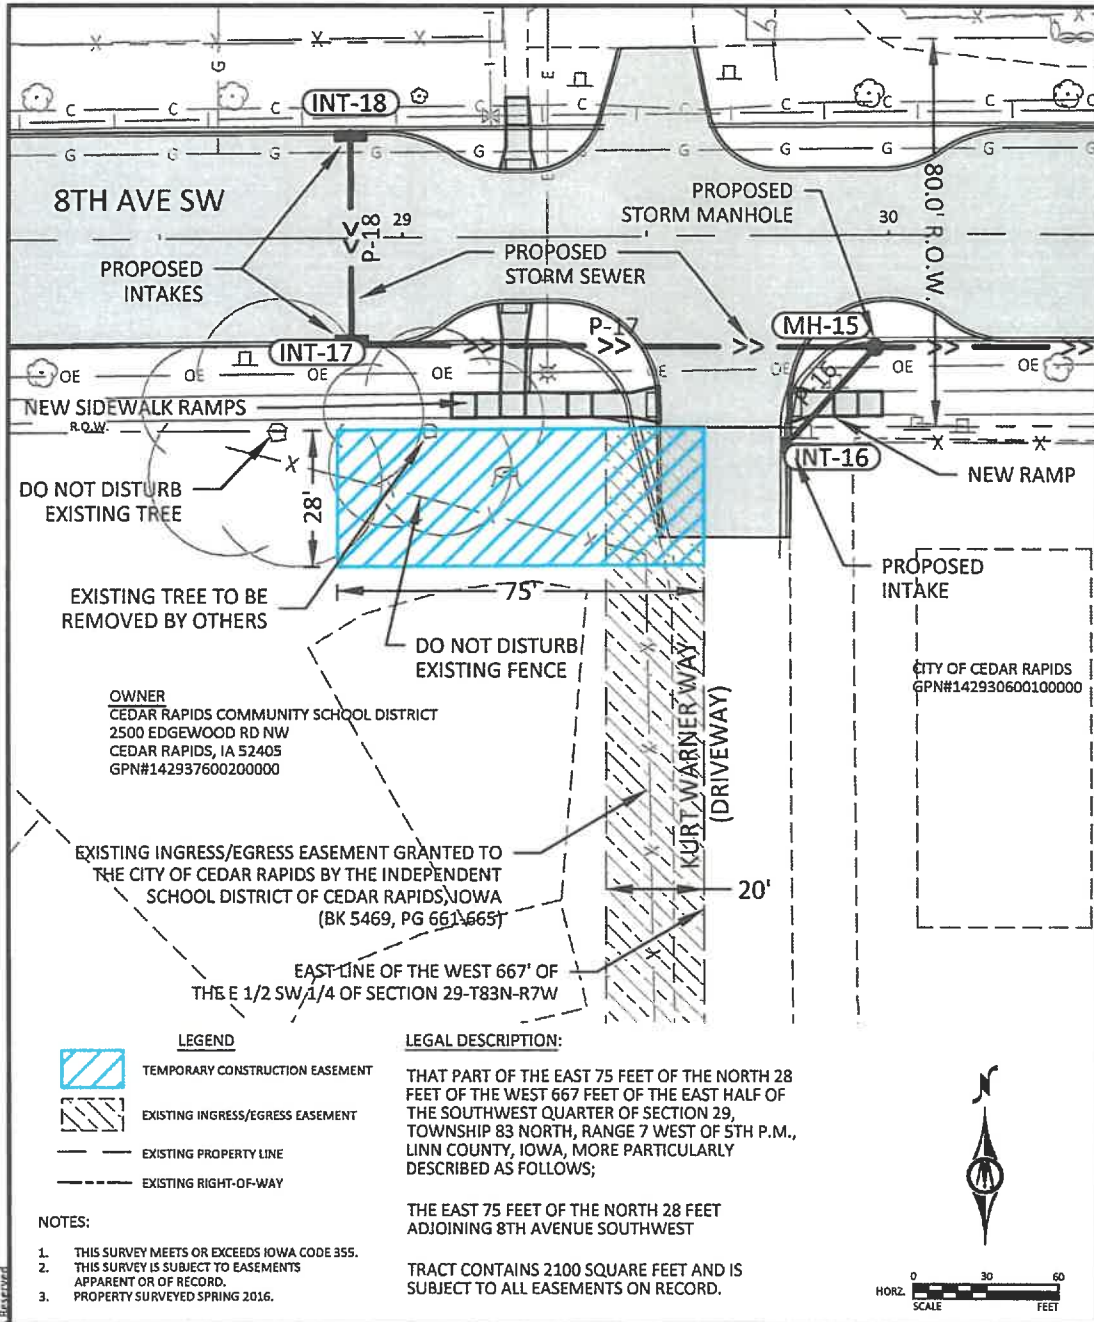 INT-18
C C C C C C C
G G G G G G G G
G
E
8TH AVE SW
P-18
29
30
80.0' R.O.W.
PROPOSED
STORM MANHOLE
PROPOSED
INTAKES
PROPOSED
STORM SEWER
P-17
MH-15
INT-17
P-16
OE OE OE OE OE OE OE
NEW SIDEWALK RAMPS
R.O.W.
INT-16
NEW RAMP
DO NOT DISTURB
EXISTING TREE
28'
75'
PROPOSED
INTAKE
EXISTING TREE TO BE
REMOVED BY OTHERS
DO NOT DISTURB
EXISTING FENCE
CITY OF CEDAR RAPIDS
GPN#142930600100000
OWNER
CEDAR RAPIDS COMMUNITY SCHOOL DISTRICT
2500 EDGEWOOD RD NW
CEDAR RAPIDS, IA 52405
GPN#142937600200000
KURT WARNER WAY
(DRIVEWAY)
EXISTING INGRESS/EGRESS EASEMENT GRANTED TO
THE CITY OF CEDAR RAPIDS BY THE INDEPENDENT
SCHOOL DISTRICT OF CEDAR RAPIDS, IOWA
(BK 5469, PG 661-665)
20'
EAST LINE OF THE WEST 667' OF
THE E 1/2 SW 1/4 OF SECTION 29-T83N-R7W
LEGEND
TEMPORARY CONSTRUCTION EASEMENT
EXISTING INGRESS/EGRESS EASEMENT
EXISTING PROPERTY LINE
EXISTING RIGHT-OF-WAY
NOTES:
1. THIS SURVEY MEETS OR EXCEEDS IOWA CODE 355.
2. THIS SURVEY IS SUBJECT TO EASEMENTS
APPARENT OR OF RECORD.
3. PROPERTY SURVEYED SPRING 2016.
LEGAL DESCRIPTION:
THAT PART OF THE EAST 75 FEET OF THE NORTH 28
FEET OF THE WEST 667 FEET OF THE EAST HALF OF
THE SOUTHWEST QUARTER OF SECTION 29,
TOWNSHIP 83 NORTH, RANGE 7 WEST OF 5TH P.M.,
LINN COUNTY, IOWA, MORE PARTICULARLY
DESCRIBED AS FOLLOWS;
THE EAST 75 FEET OF THE NORTH 28 FEET
ADJOINING 8TH AVENUE SOUTHWEST
TRACT CONTAINS 2100 SQUARE FEET AND IS
SUBJECT TO ALL EASEMENTS ON RECORD.
N
0 30 60
HORZ.
SCALE FEET
Reserved